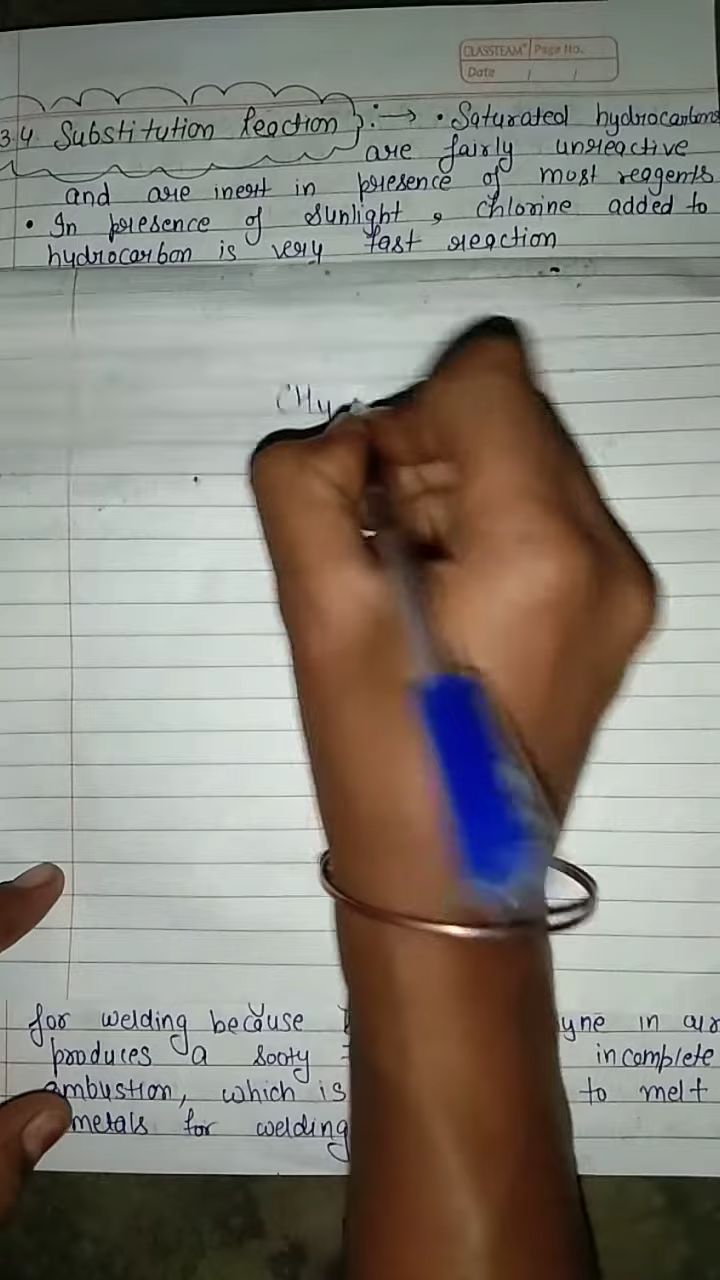 CLASSTEAM Page No.
Date / /
3.4. Substitution Reaction :→ • Saturated hydrocarbons
are fairly unreactive
and are inert in presence of most reagents
• In presence of sunlight, chlorine added to
hydrocarbon is very fast reaction
CH4
for welding because yne in air
produces a sooty incomplete
ombustion, which is to melt
metals for welding